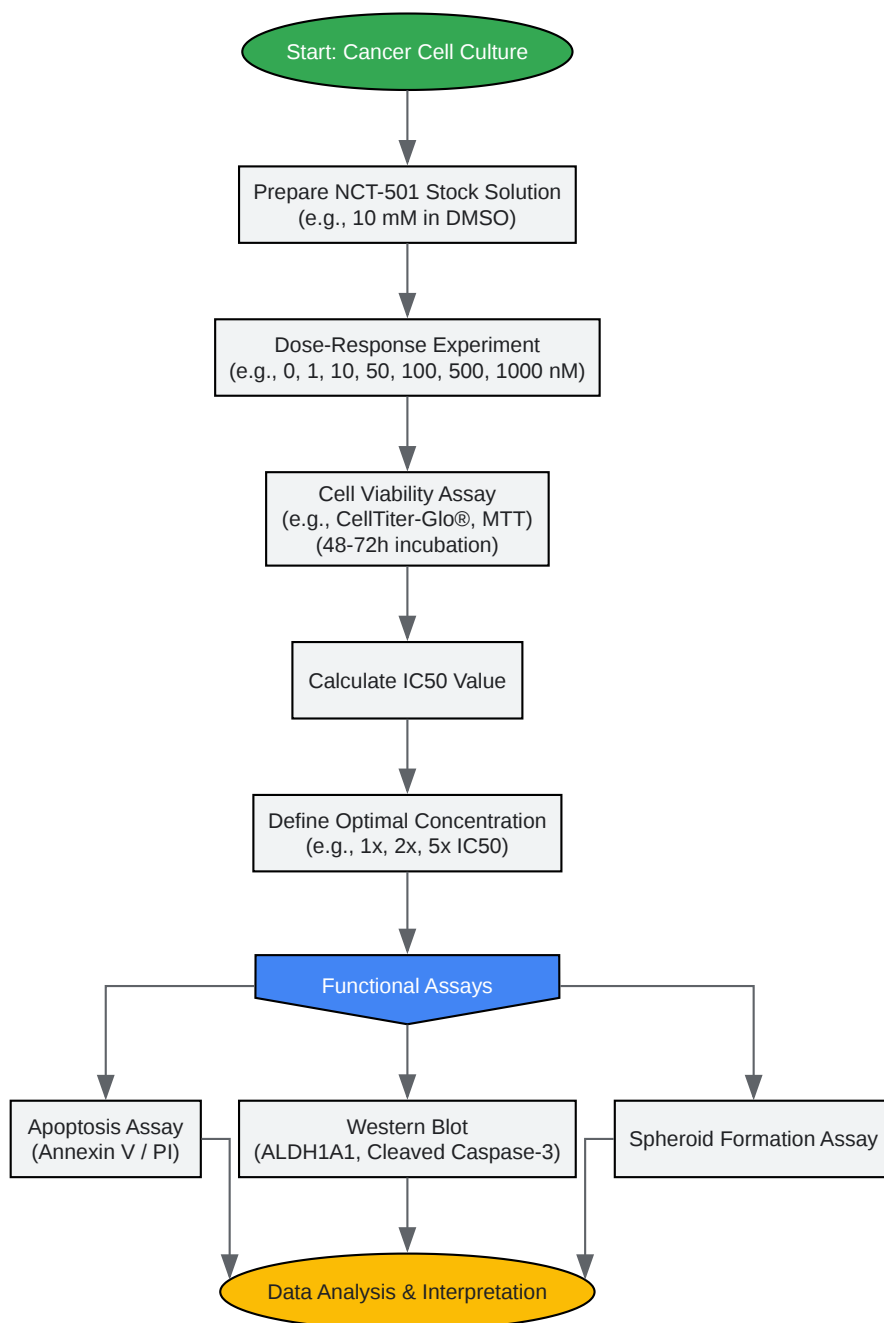 Start: Cancer Cell Culture
Prepare NCT-501 Stock Solution
(e.g., 10 mM in DMSO)
Dose-Response Experiment
(e.g., 0, 1, 10, 50, 100, 500, 1000 nM)
Cell Viability Assay
(e.g., CellTiter-Glo®, MTT)
(48-72h incubation)
Calculate IC50 Value
Define Optimal Concentration
(e.g., 1x, 2x, 5x IC50)
Functional Assays
Apoptosis Assay
(Annexin V / PI)
Western Blot
(ALDH1A1, Cleaved Caspase-3)
Spheroid Formation Assay
Data Analysis & Interpretation